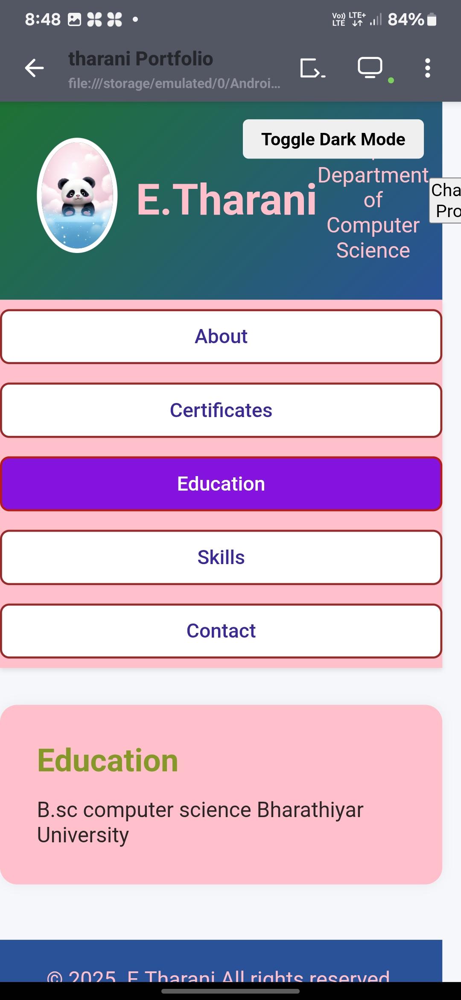 8:48
Vo)) LTE LTE+ 84%
tharani Portfolio
file:///storage/emulated/0/Androi...
Toggle Dark Mode
E.Tharani
Department
of
Computer
Science
Cha
Pro
About
Certificates
Education
Skills
Contact
Education
B.sc computer science Bharathiyar
University
© 2025 E.Tharani All rights reserved